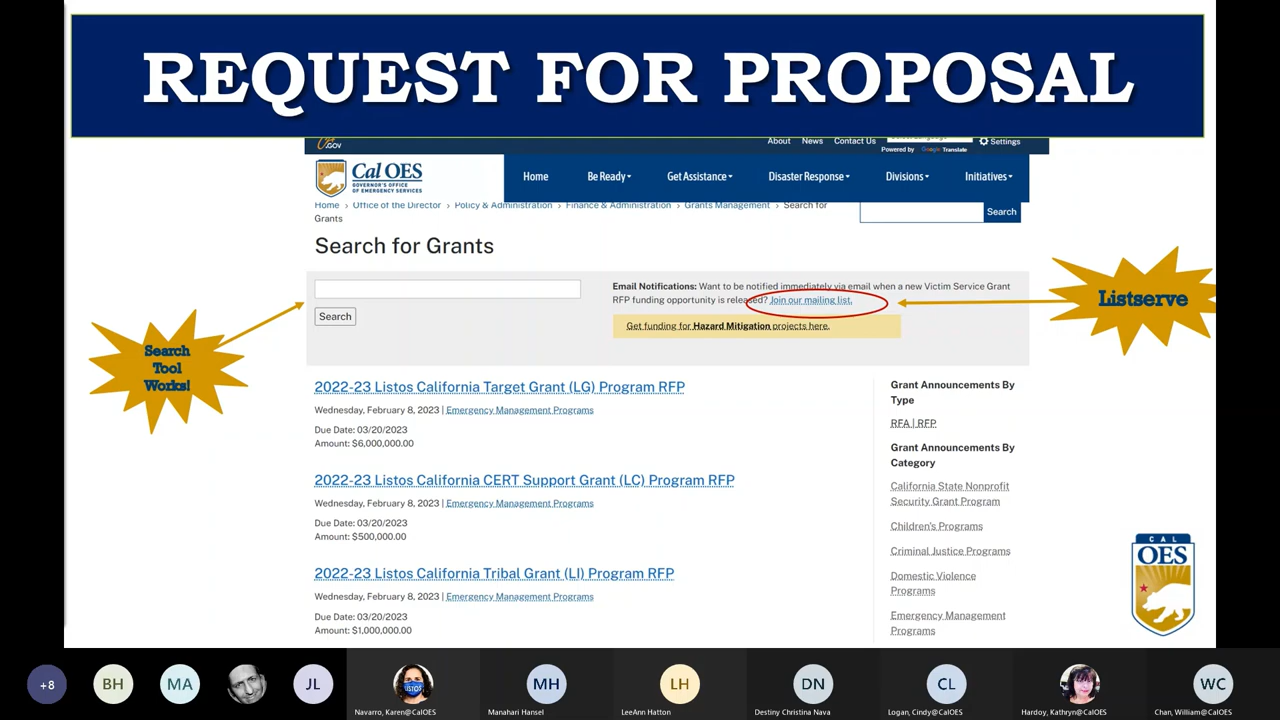 REQUEST FOR PROPOSAL
.GOV
About News Contact Us
Powered by Google Translate
Settings
Cal OES
GOVERNOR'S OFFICE
OF EMERGENCY SERVICES
Home Be Ready Get Assistance Disaster Response Divisions Initiatives
Home › Office of the Director › Policy & Administration › Finance & Administration › Grants Management › Search for
Grants
Search
Search for Grants
Search
Email Notifications: Want to be notified immediately via email when a new Victim Service Grant
RFP funding opportunity is released? Join our mailing list.
Get funding for Hazard Mitigation projects here.
Listserve
Search
Tool
Works!
2022-23 Listos California Target Grant (LG) Program RFP
Wednesday, February 8, 2023 | Emergency Management Programs
Due Date: 03/20/2023
Amount: $6,000,000.00
2022-23 Listos California CERT Support Grant (LC) Program RFP
Wednesday, February 8, 2023 | Emergency Management Programs
Due Date: 03/20/2023
Amount: $500,000.00
2022-23 Listos California Tribal Grant (LI) Program RFP
Wednesday, February 8, 2023 | Emergency Management Programs
Due Date: 03/20/2023
Amount: $1,000,000.00
Grant Announcements By
Type
RFA | RFP
Grant Announcements By
Category
California State Nonprofit
Security Grant Program
Children's Programs
Criminal Justice Programs
Domestic Violence
Programs
Emergency Management
Programs
CAL
OES
+8
BH
MA
JL
LISTOS
Navarro, Karen@CalOES
MH
Manahari Hansel
LH
LeeAnn Hatton
DN
Destiny Christina Nava
CL
Logan, Cindy@CalOES
Hardoy, Kathryn@CalOES
WC
Chan, William@CalOES